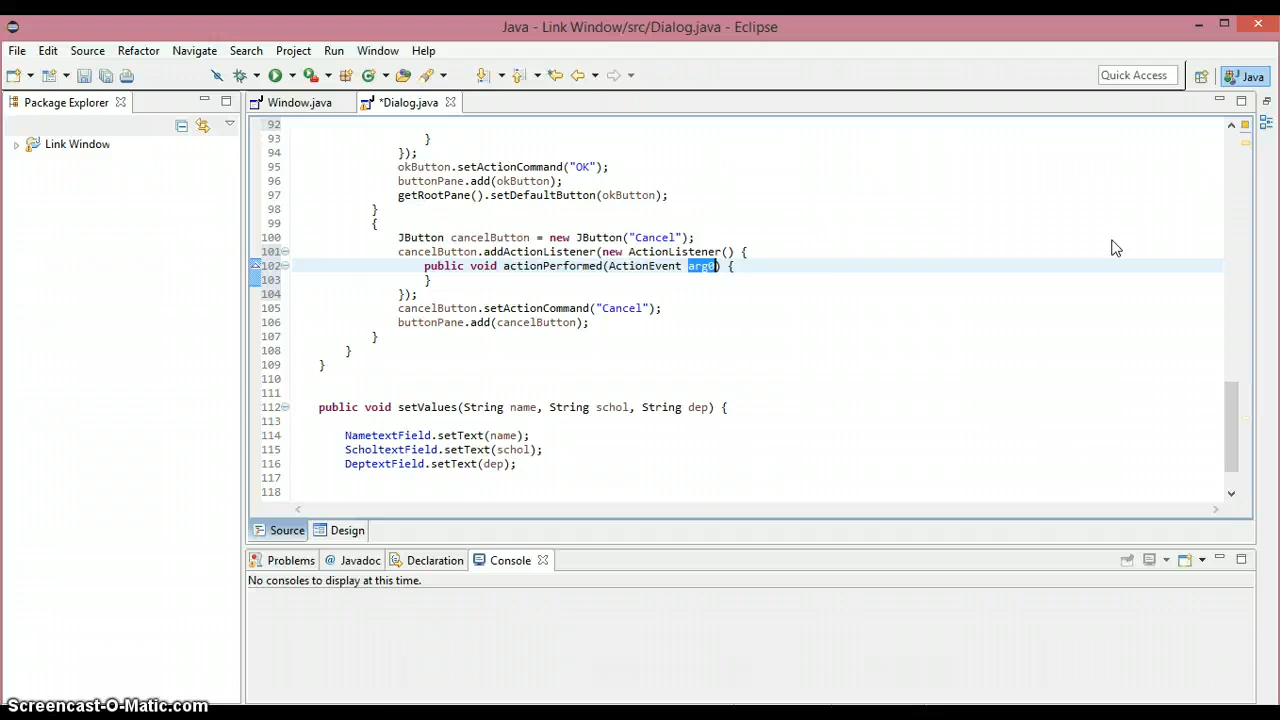 Java - Link Window/src/Dialog.java - Eclipse
File Edit Source Refactor Navigate Search Project Run Window Help
Quick Access Java
Package Explorer Window.java *Dialog.java
Link Window
92
93 }
94 });
95 okButton.setActionCommand("OK");
96 buttonPane.add(okButton);
97 getRootPane().setDefaultButton(okButton);
98 }
99 {
100 JButton cancelButton = new JButton("Cancel");
101 cancelButton.addActionListener(new ActionListener() {
102 public void actionPerformed(ActionEvent arg0) {
103 }
104 });
105 cancelButton.setActionCommand("Cancel");
106 buttonPane.add(cancelButton);
107 }
108 }
109 }
110
111
112 public void setValues(String name, String schol, String dep) {
113
114 NametextField.setText(name);
115 ScholtextField.setText(schol);
116 DeptextField.setText(dep);
117
118
Source Design
Problems @ Javadoc Declaration Console
No consoles to display at this time.
Screencast-O-Matic.com